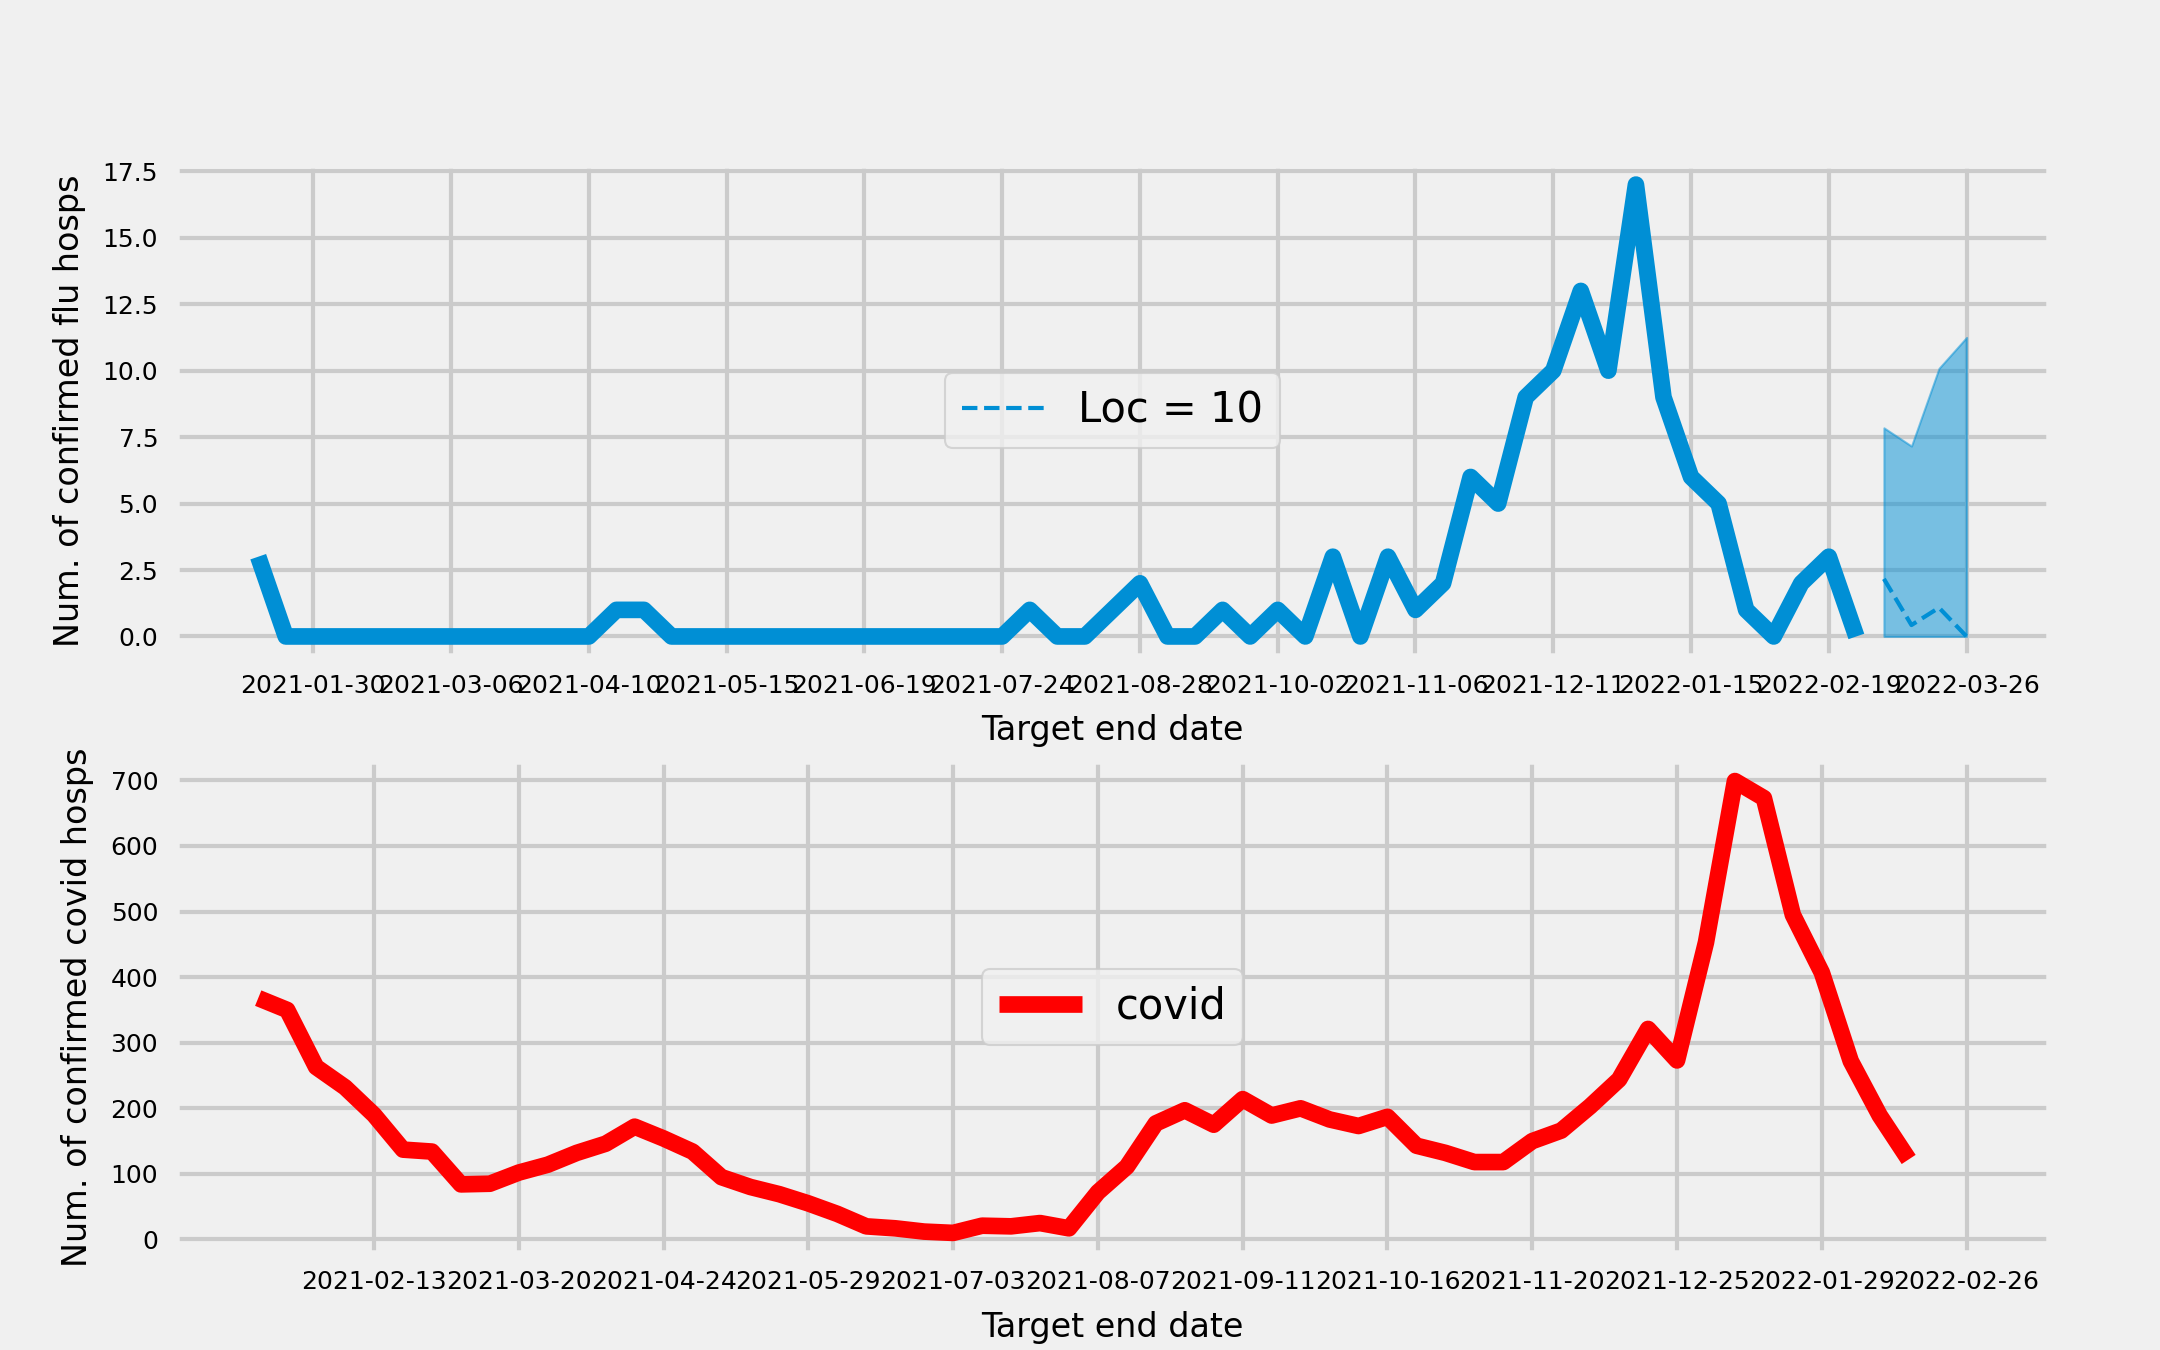 Num. of confirmed flu hosps
17.5
15.0
12.5
10.0
7.5
5.0
2.5
0.0
Loc = 10
2021-01-30 2021-03-06 2021-04-10 2021-05-15 2021-06-19 2021-07-24 2021-08-28 2021-10-02 2021-11-06 2021-12-11 2022-01-15 2022-02-19 2022-03-26
Target end date
Num. of confirmed covid hosps
700
600
500
400
300
200
100
0
covid
2021-02-13 2021-03-20 2021-04-24 2021-05-29 2021-07-03 2021-08-07 2021-09-11 2021-10-16 2021-11-20 2021-12-25 2022-01-29 2022-02-26
Target end date